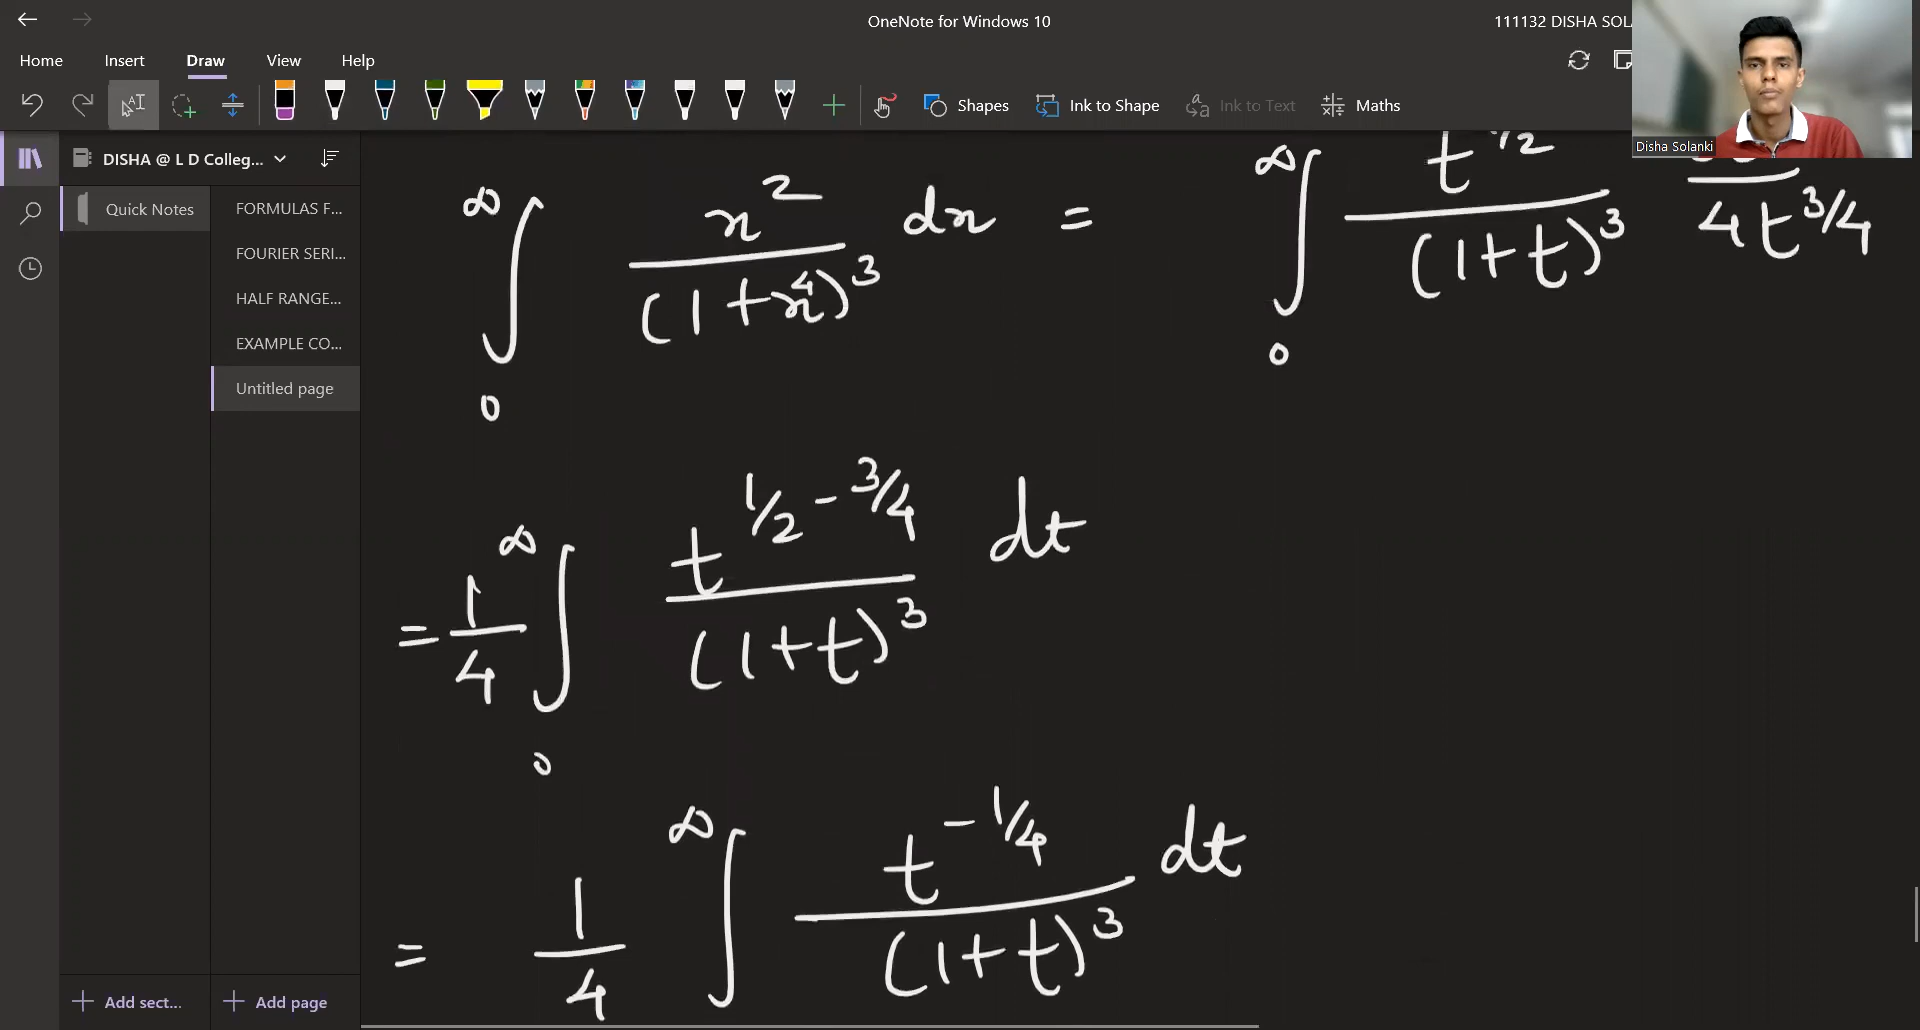 OneNote for Windows 10
111132 DISHA SOL
Home Insert Draw View Help
Shapes Ink to Shape Ink to Text Maths
Disha Solanki
DISHA @ L D Colleg...
Quick Notes
FORMULAS F...
FOURIER SERI...
HALF RANGE...
EXAMPLE CO...
Untitled page
∫₀^∞ x²/(1+x⁴)³ dx = ∫₀^∞ t^(1/2)/(1+t)³ /4t^(3/4)
= 1/4 ∫₀^∞ t^(1/2 - 3/4)/(1+t)³ dt
= 1/4 ∫^∞ t^(-1/4)/(1+t)³ dt
Add sect... Add page